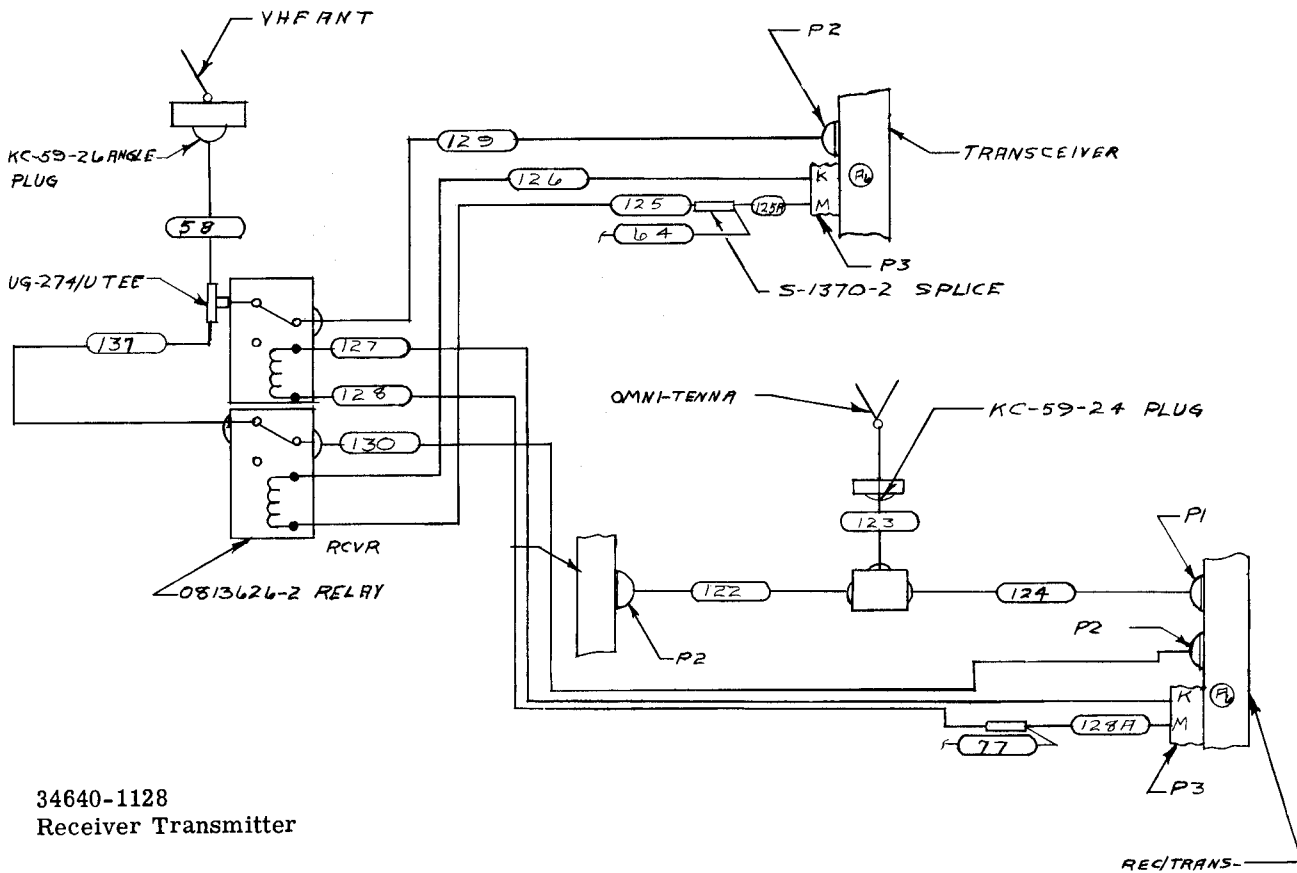 VHF ANT
P2
129
KC-59-26 ANGLE
PLUG
TRANSCEIVER
126
K
58
125
125A
M
64
P3
UG-274/U TEE
S-1370-2 SPLICE
137
127
128
OMNI-TENNA
KC-59-24 PLUG
130
123
P1
RCVR
0813626-2 RELAY
122
124
P2
P2
K
128A
M
77
P3
34640-1128
Receiver Transmitter
REC/TRANS-